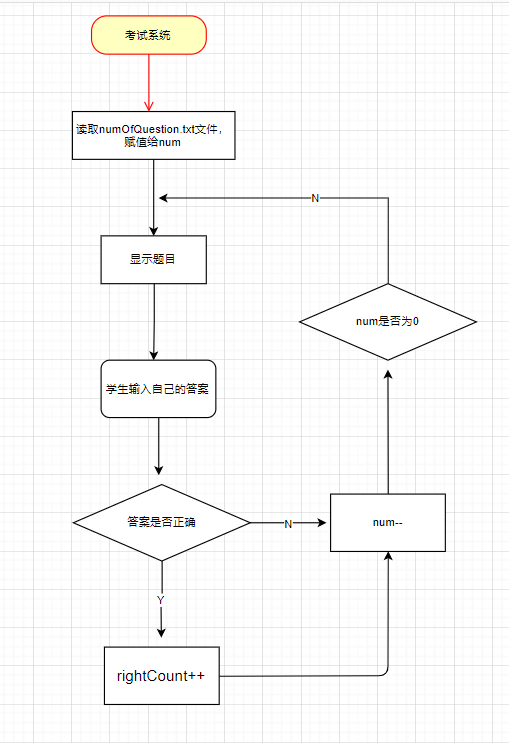 考试系统
读取numOfQuestion.txt文件，
赋值给num
N
显示题目
num是否为0
学生输入自己的答案
答案是否正确
N
num--
Y
rightCount++